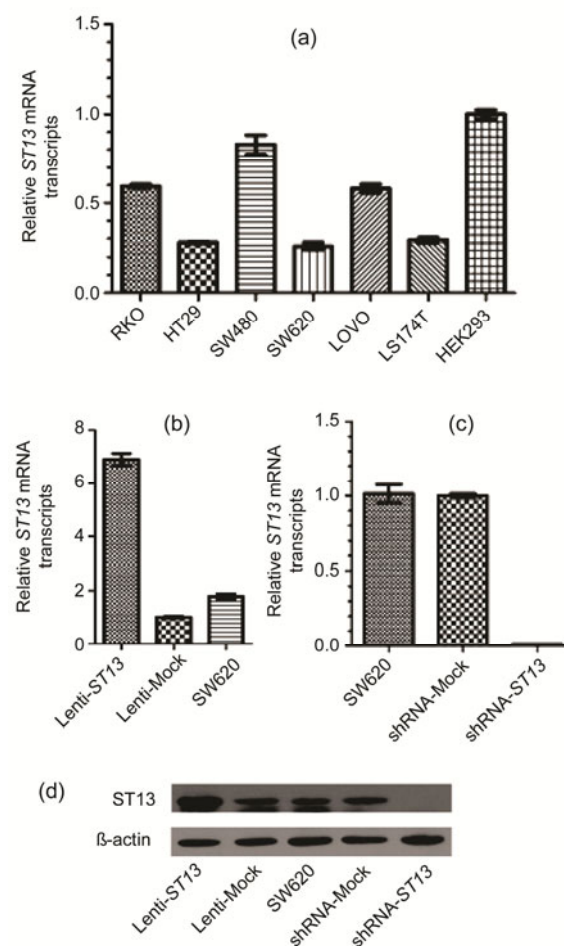 (a)
Relative ST13 mRNA
transcripts
1.5
1.0
0.5
0.0
RKO
HT29
SW480
SW620
LOVO
LS174T
HEK293
(b)
Relative ST13 mRNA
transcripts
8
6
4
2
0
Lenti-ST13
Lenti-Mock
SW620
(c)
Relative ST13 mRNA
transcripts
1.5
1.0
0.5
0.0
SW620
shRNA-Mock
shRNA-ST13
(d)
ST13
ß-actin
Lenti-ST13
Lenti-Mock
SW620
shRNA-Mock
shRNA-ST13